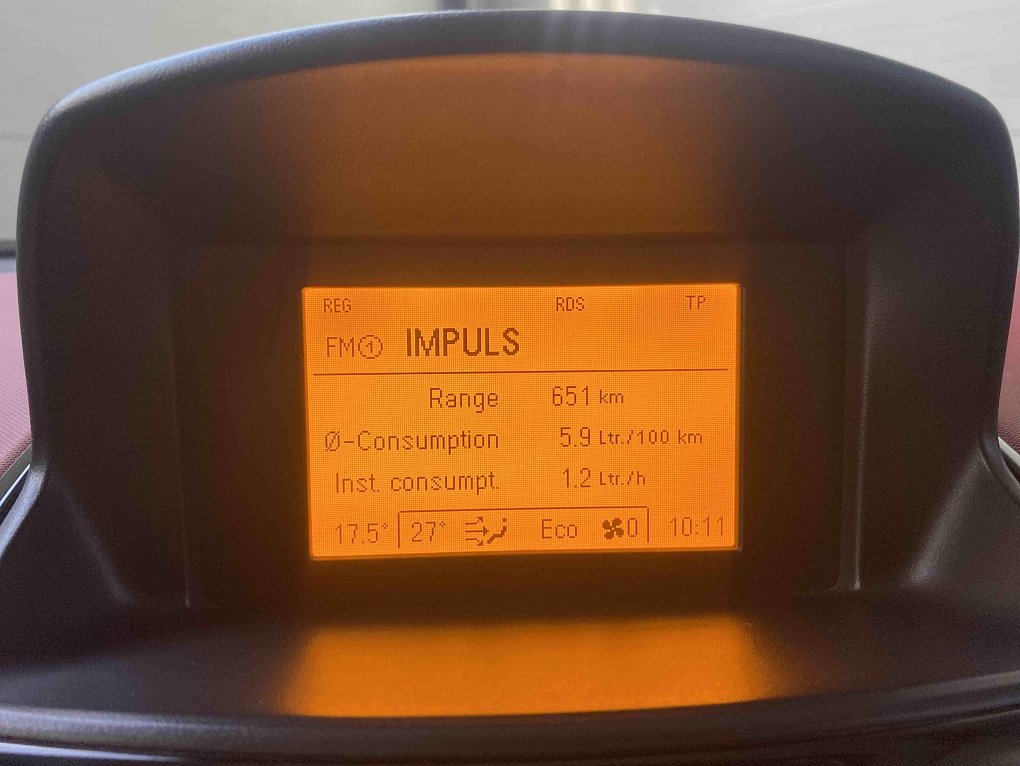 REG RDS TP
FM① IMPULS
Range 651 km
Ø-Consumption 5.9 Ltr./100 km
Inst. consumpt. 1.2 Ltr./h
17.5° 27° Eco 0 10:11